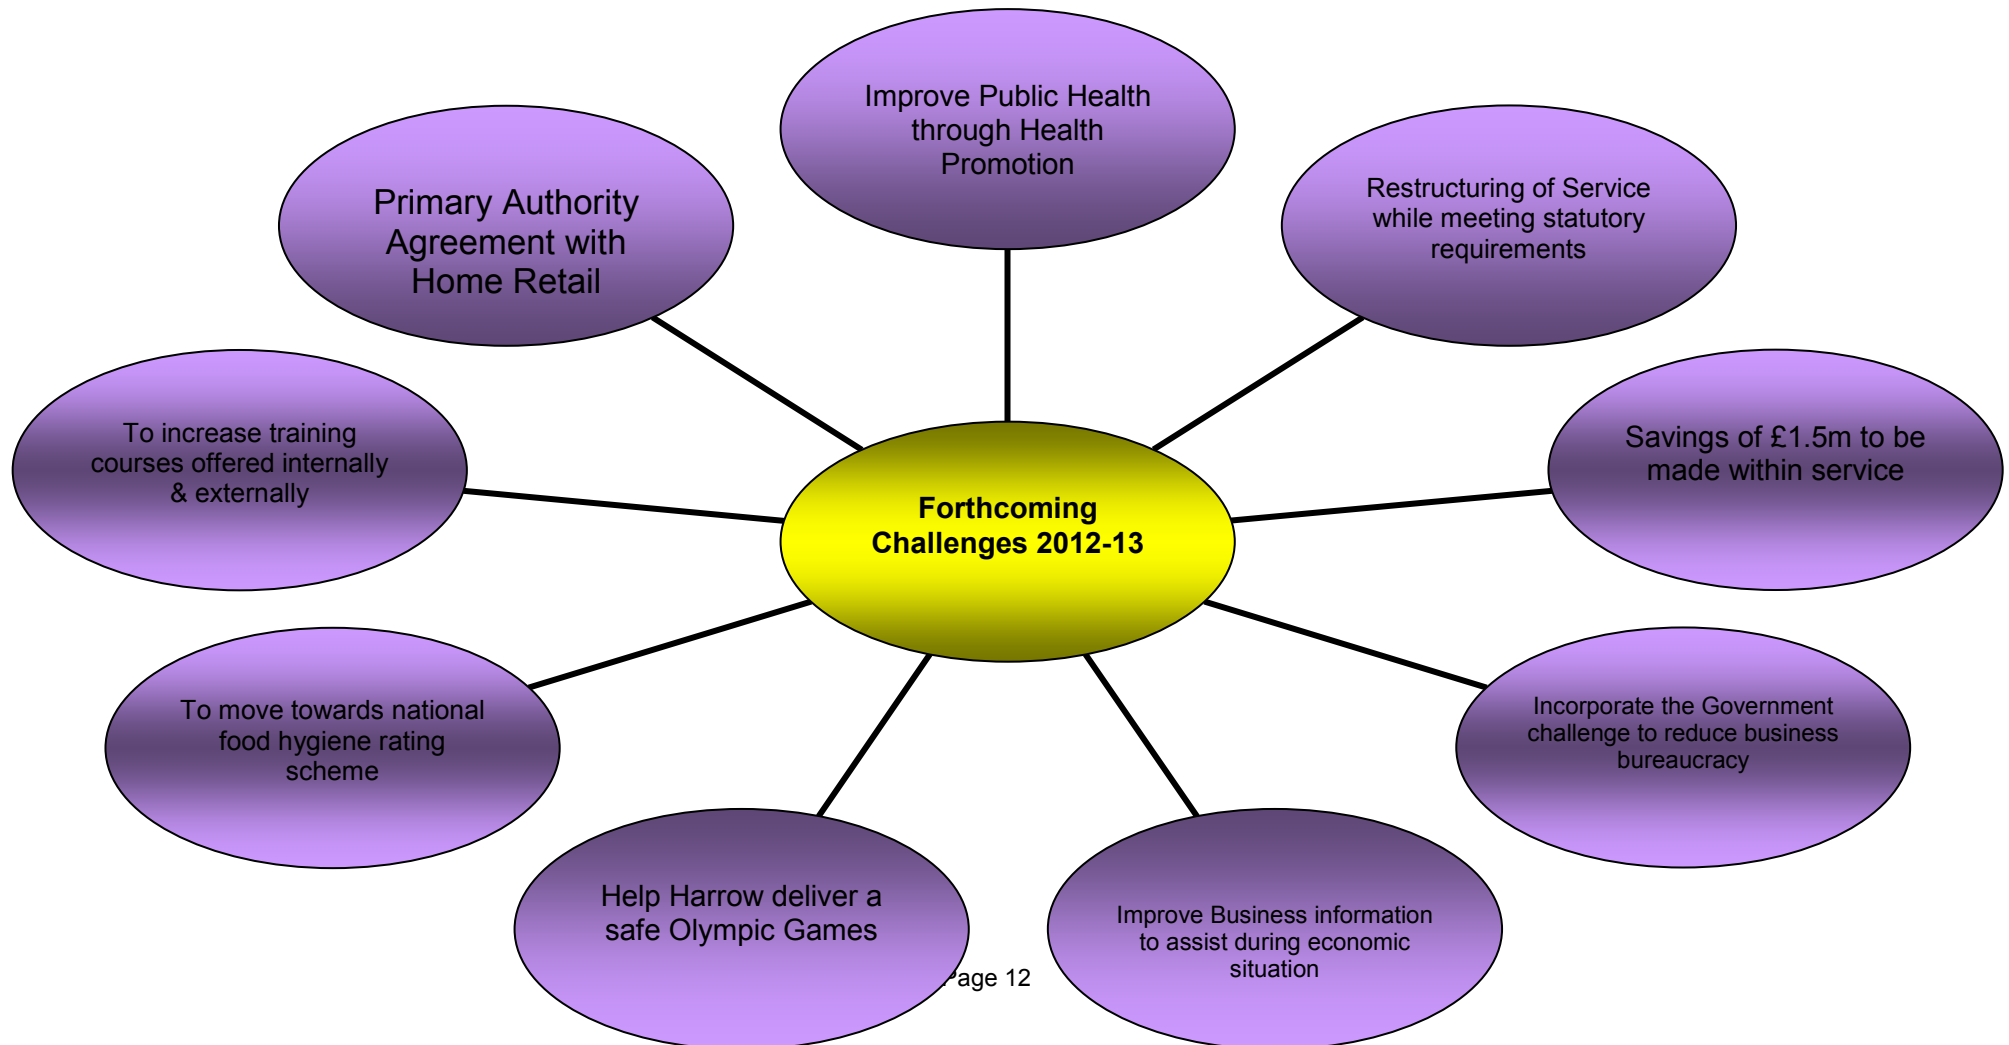 Improve Public Health
through Health
Promotion
Primary Authority
Agreement with
Home Retail
Restructuring of Service
while meeting statutory
requirements
To increase training
courses offered internally
& externally
Savings of £1.5m to be
made within service
Forthcoming
Challenges 2012-13
To move towards national
food hygiene rating
scheme
Incorporate the Government
challenge to reduce business
bureaucracy
Help Harrow deliver a
safe Olympic Games
Improve Business information
to assist during economic
situation
Page 12